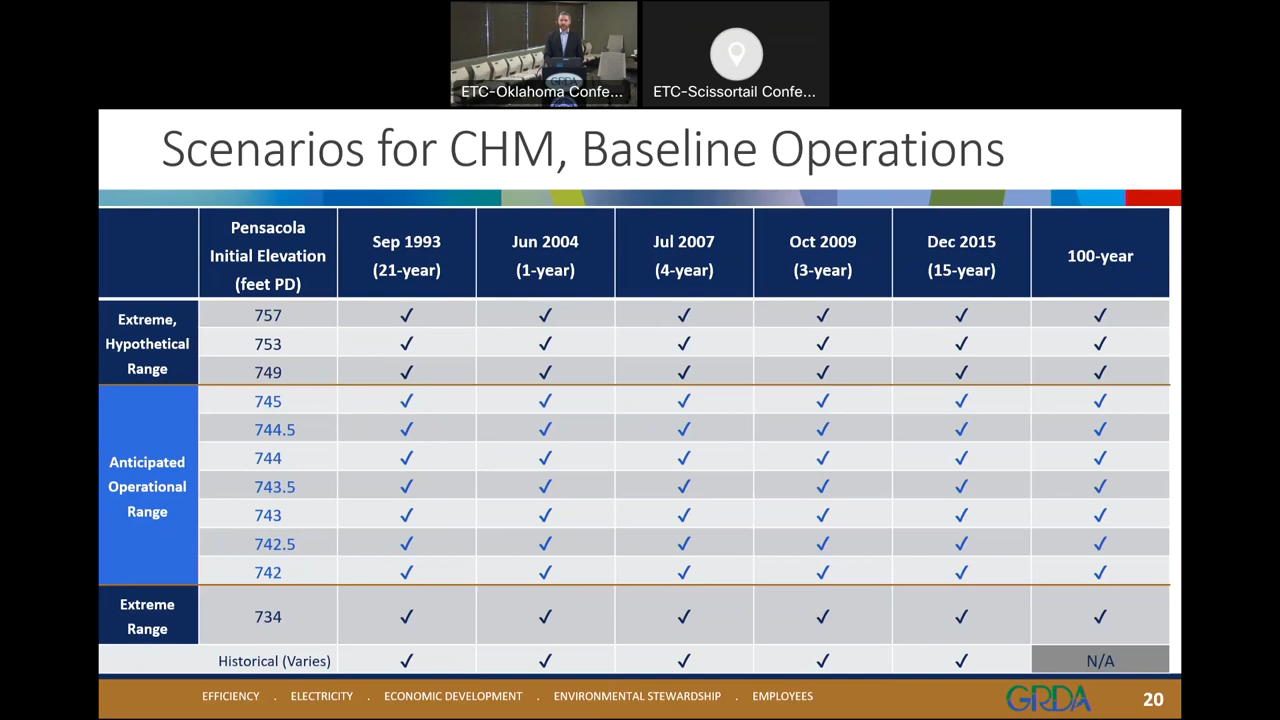 GRDA
ETC-Oklahoma Confe...
ETC-Scissortail Confe...
Scenarios for CHM, Baseline Operations
Pensacola
Initial Elevation
(feet PD)
Sep 1993
(21-year)
Jun 2004
(1-year)
Jul 2007
(4-year)
Oct 2009
(3-year)
Dec 2015
(15-year)
100-year
Extreme,
Hypothetical
Range
757 ✓ ✓ ✓ ✓ ✓ ✓
753 ✓ ✓ ✓ ✓ ✓ ✓
749 ✓ ✓ ✓ ✓ ✓ ✓
Anticipated
Operational
Range
745 ✓ ✓ ✓ ✓ ✓ ✓
744.5 ✓ ✓ ✓ ✓ ✓ ✓
744 ✓ ✓ ✓ ✓ ✓ ✓
743.5 ✓ ✓ ✓ ✓ ✓ ✓
743 ✓ ✓ ✓ ✓ ✓ ✓
742.5 ✓ ✓ ✓ ✓ ✓ ✓
742 ✓ ✓ ✓ ✓ ✓ ✓
Extreme
Range
734 ✓ ✓ ✓ ✓ ✓ ✓
Historical (Varies) ✓ ✓ ✓ ✓ ✓ N/A
EFFICIENCY . ELECTRICITY . ECONOMIC DEVELOPMENT . ENVIRONMENTAL STEWARDSHIP . EMPLOYEES
GRDA
20